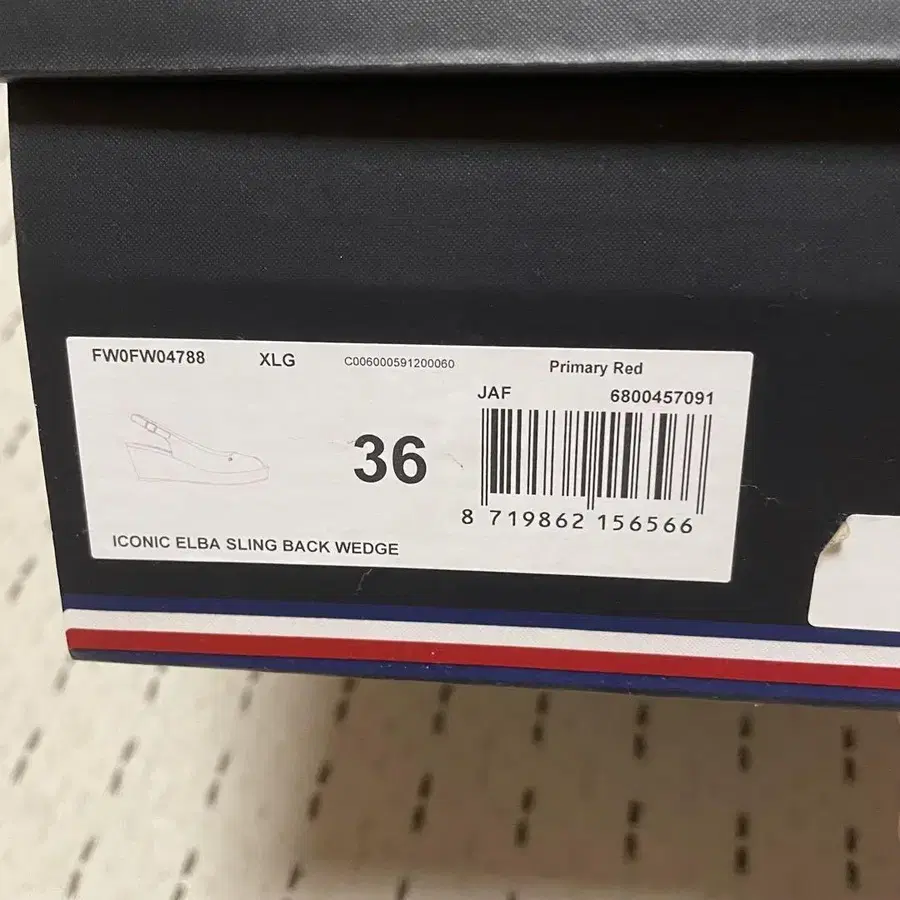 FW0FW04788 XLG C006000591200060 Primary Red
JAF 6800457091
36
8 719862 156566
ICONIC ELBA SLING BACK WEDGE